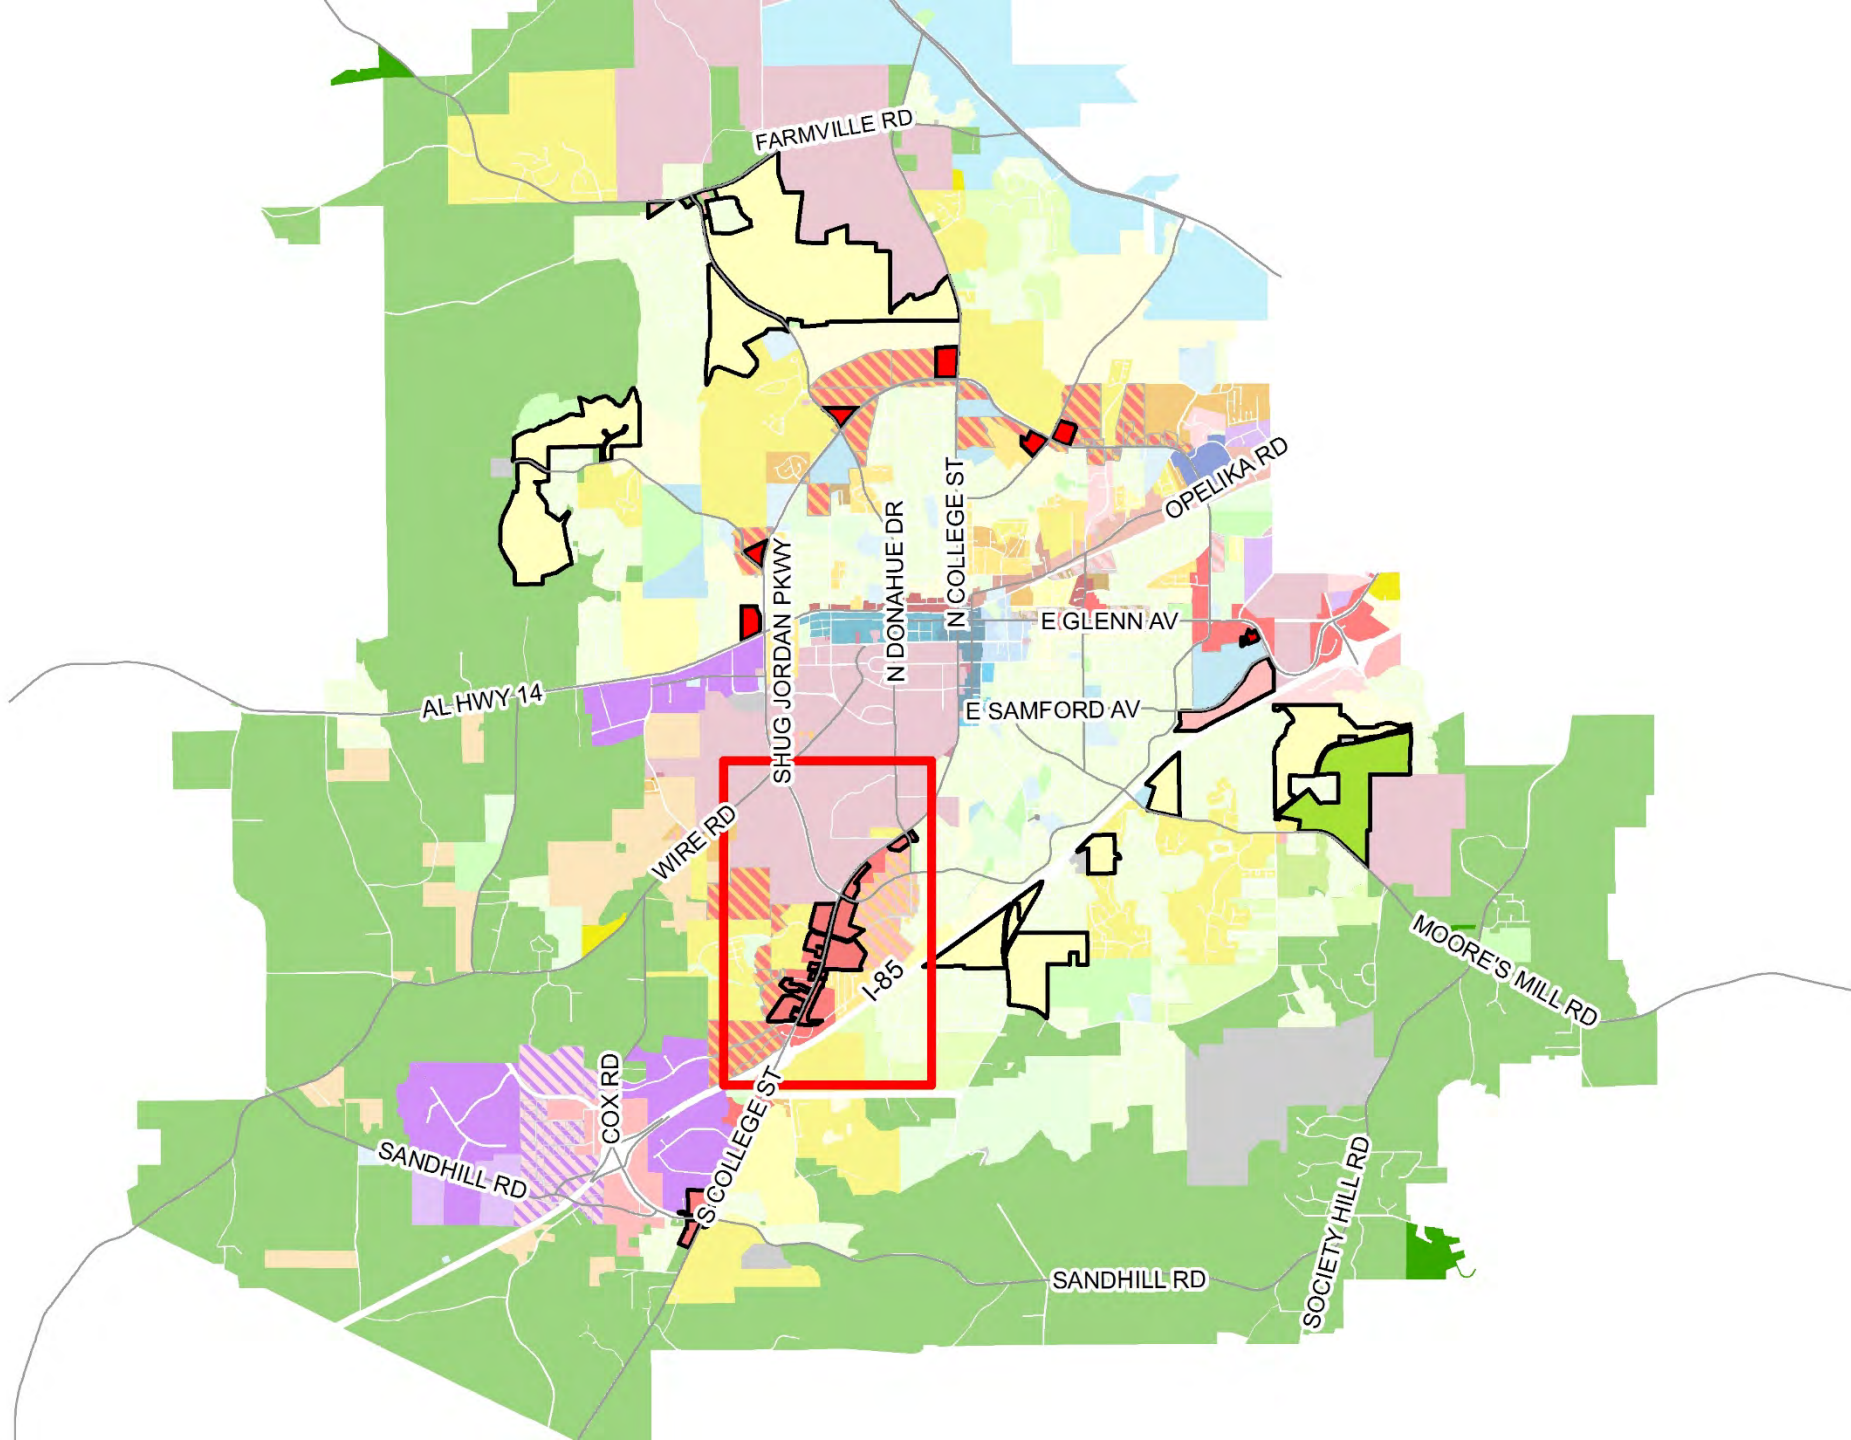 FARMVILLE RD
OPELIKA RD
N COLLEGE ST
N DONAHUE DR
SHUG JORDAN PKWY
E GLENN AV
AL HWY 14
E SAMFORD AV
WIRE RD
MOORE'S MILL RD
I-85
COX RD
S COLLEGE ST
SANDHILL RD
SOCIETY HILL RD
SANDHILL RD